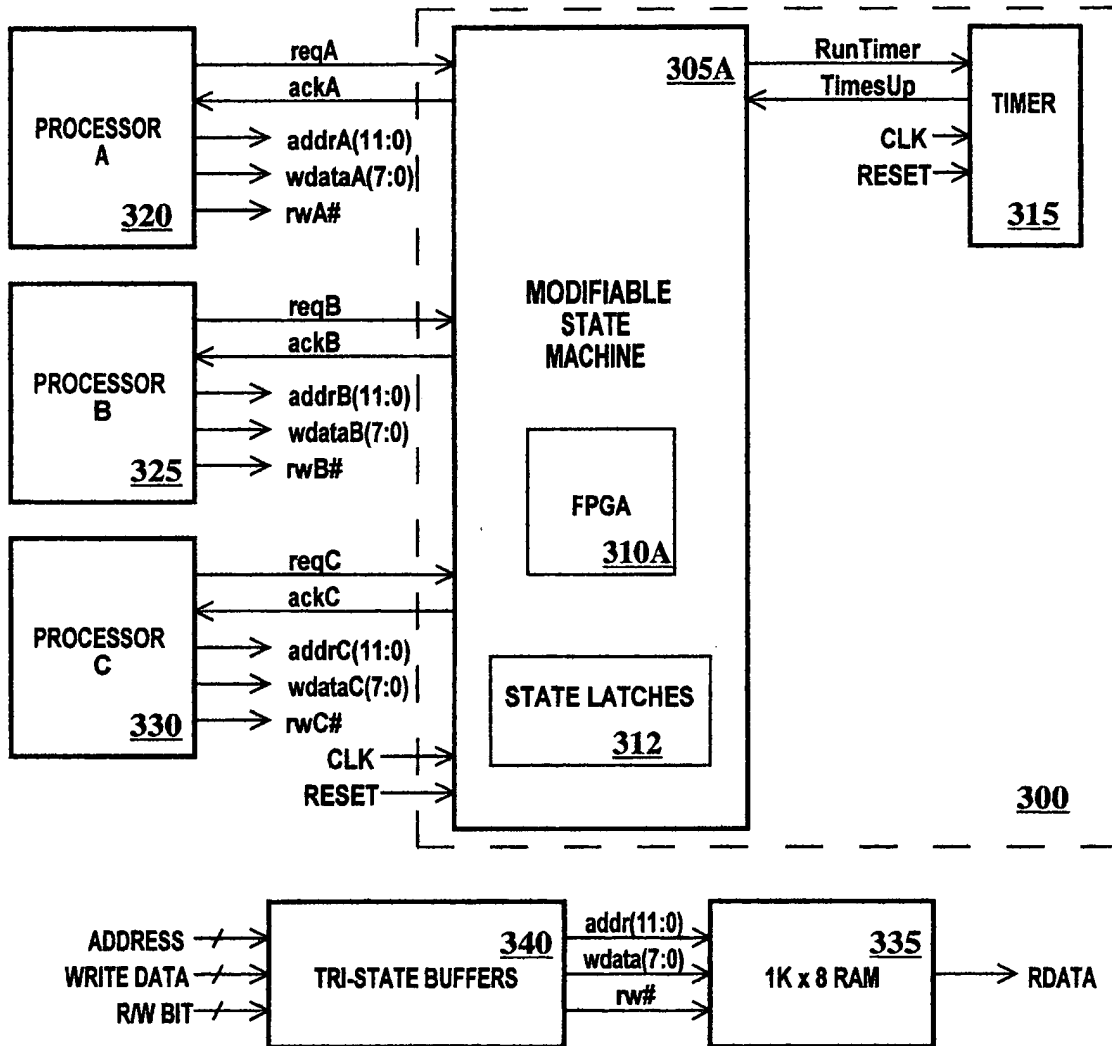 PROCESSOR
A
320
reqA
ackA
addrA(11:0)
wdataA(7:0)
rwA#
PROCESSOR
B
325
reqB
ackB
addrB(11:0)
wdataB(7:0)
rwB#
PROCESSOR
C
330
reqC
ackC
addrC(11:0)
wdataC(7:0)
rwC#
CLK
RESET
305A
MODIFIABLE
STATE
MACHINE
FPGA
310A
STATE LATCHES
312
RunTimer
TimesUp
CLK
RESET
TIMER
315
300
ADDRESS
WRITE DATA
R/W BIT
340
TRI-STATE BUFFERS
addr(11:0)
wdata(7:0)
rw#
335
1K x 8 RAM
RDATA